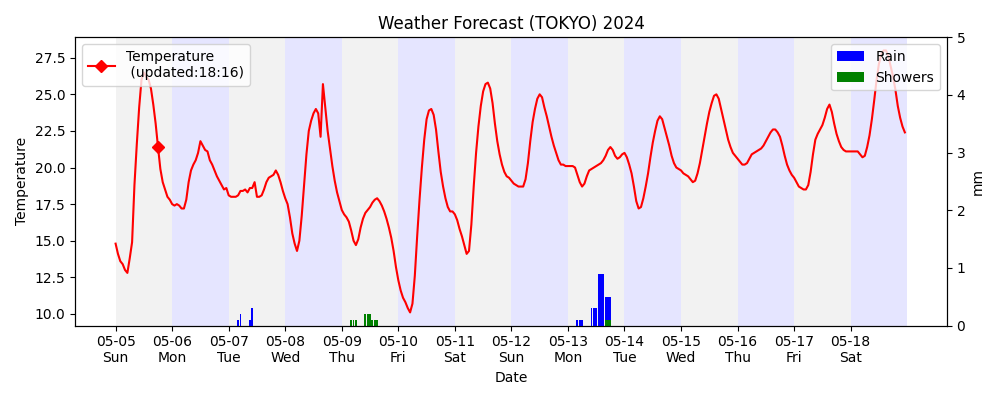 Weather Forecast (TOKYO) 2024
Temperature
(updated:18:16)
Rain
Showers
Temperature
27.5
25.0
22.5
20.0
17.5
15.0
12.5
10.0
5
4
3
2
1
0
mm
05-05 05-06 05-07 05-08 05-09 05-10 05-11 05-12 05-13 05-14 05-15 05-16 05-17 05-18
Sun Mon Tue Wed Thu Fri Sat Sun Mon Tue Wed Thu Fri Sat
Date